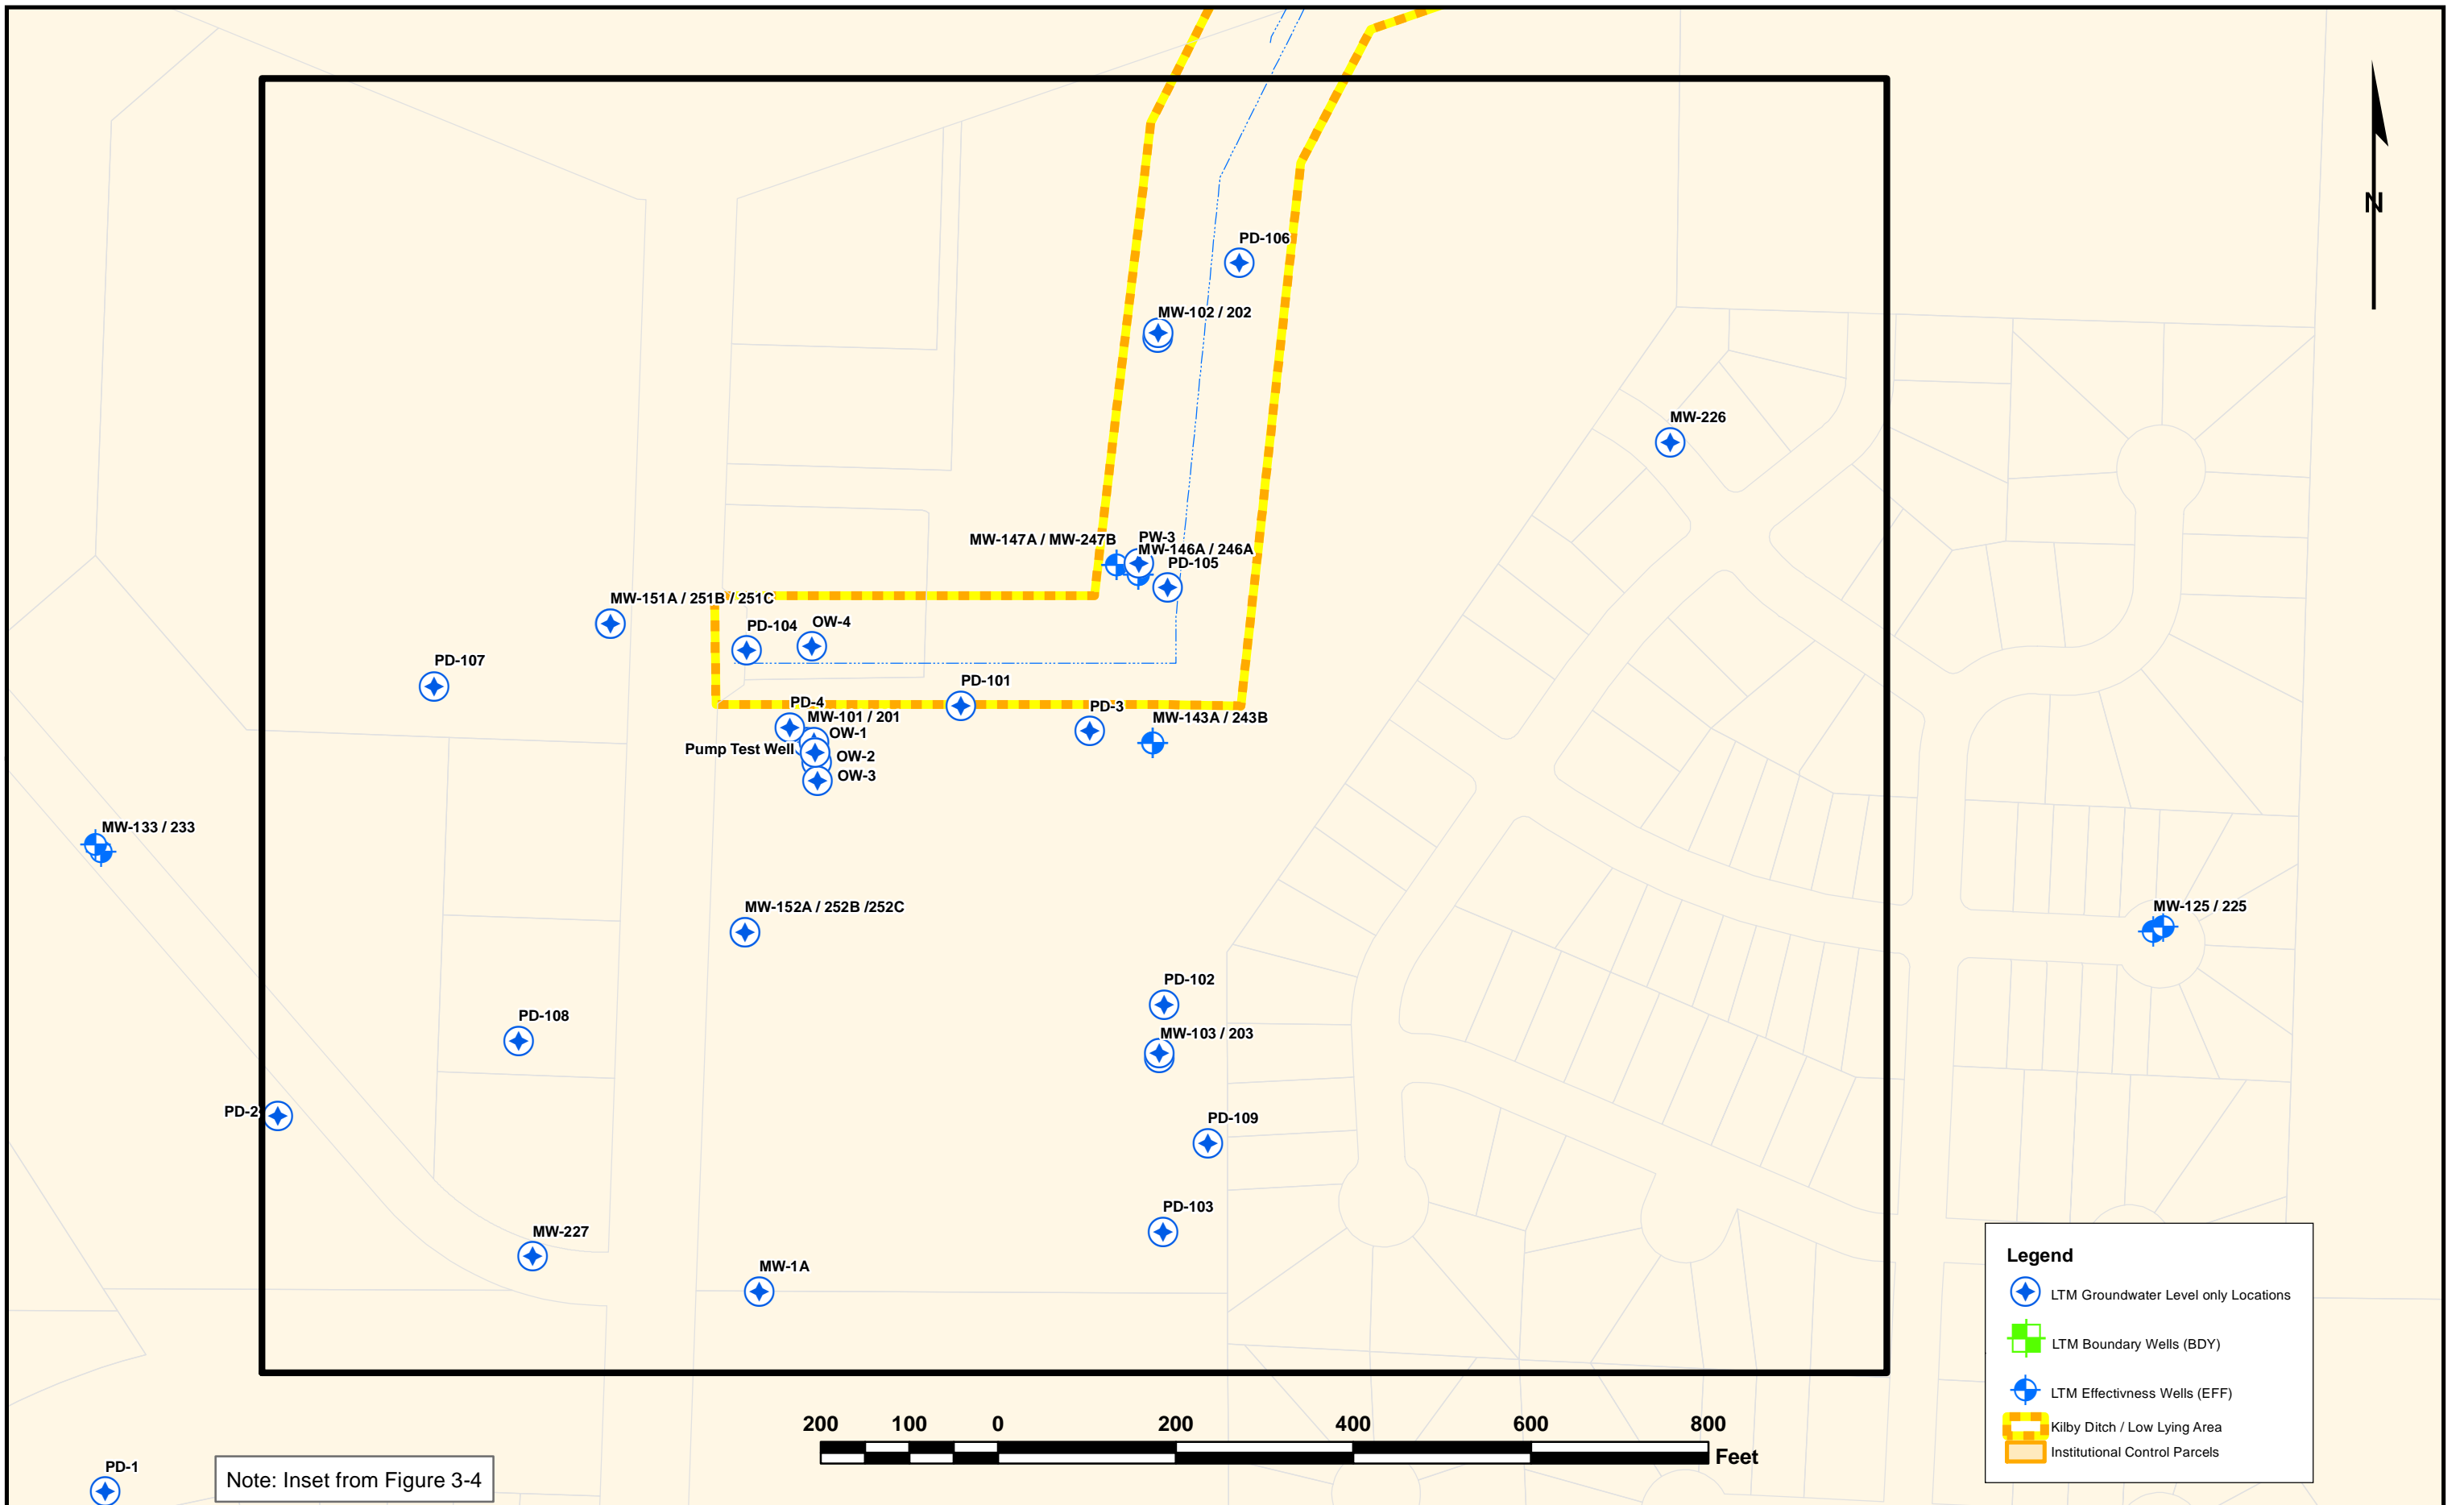 N
PD-106
MW-102 / 202
MW-226
MW-147A / MW-247B
PW-3
MW-146A / 246A
PD-105
MW-151A / 251B / 251C
PD-104
OW-4
PD-107
PD-101
PD-4
PD-3
MW-101 / 201
MW-143A / 243B
OW-1
Pump Test Well
OW-2
OW-3
MW-133 / 233
MW-152A / 252B /252C
MW-125 / 225
PD-102
PD-108
MW-103 / 203
PD-2
PD-109
PD-103
MW-227
MW-1A
Legend
LTM Groundwater Level only Locations
LTM Boundary Wells (BDY)
LTM Effectivness Wells (EFF)
Kilby Ditch / Low Lying Area
Institutional Control Parcels
200 100 0 200 400 600 800
Feet
PD-1
Note: Inset from Figure 3-4